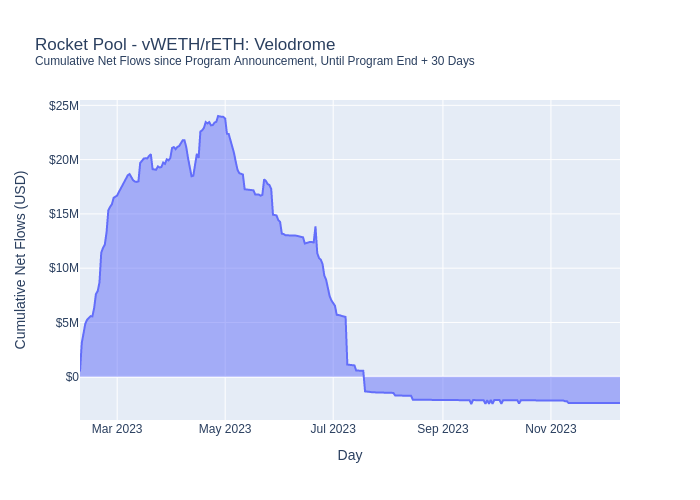 Rocket Pool - vWETH/rETH: Velodrome
Cumulative Net Flows since Program Announcement, Until Program End + 30 Days
Cumulative Net Flows (USD)
$25M
$20M
$15M
$10M
$5M
$0
Mar 2023
May 2023
Jul 2023
Sep 2023
Nov 2023
Day